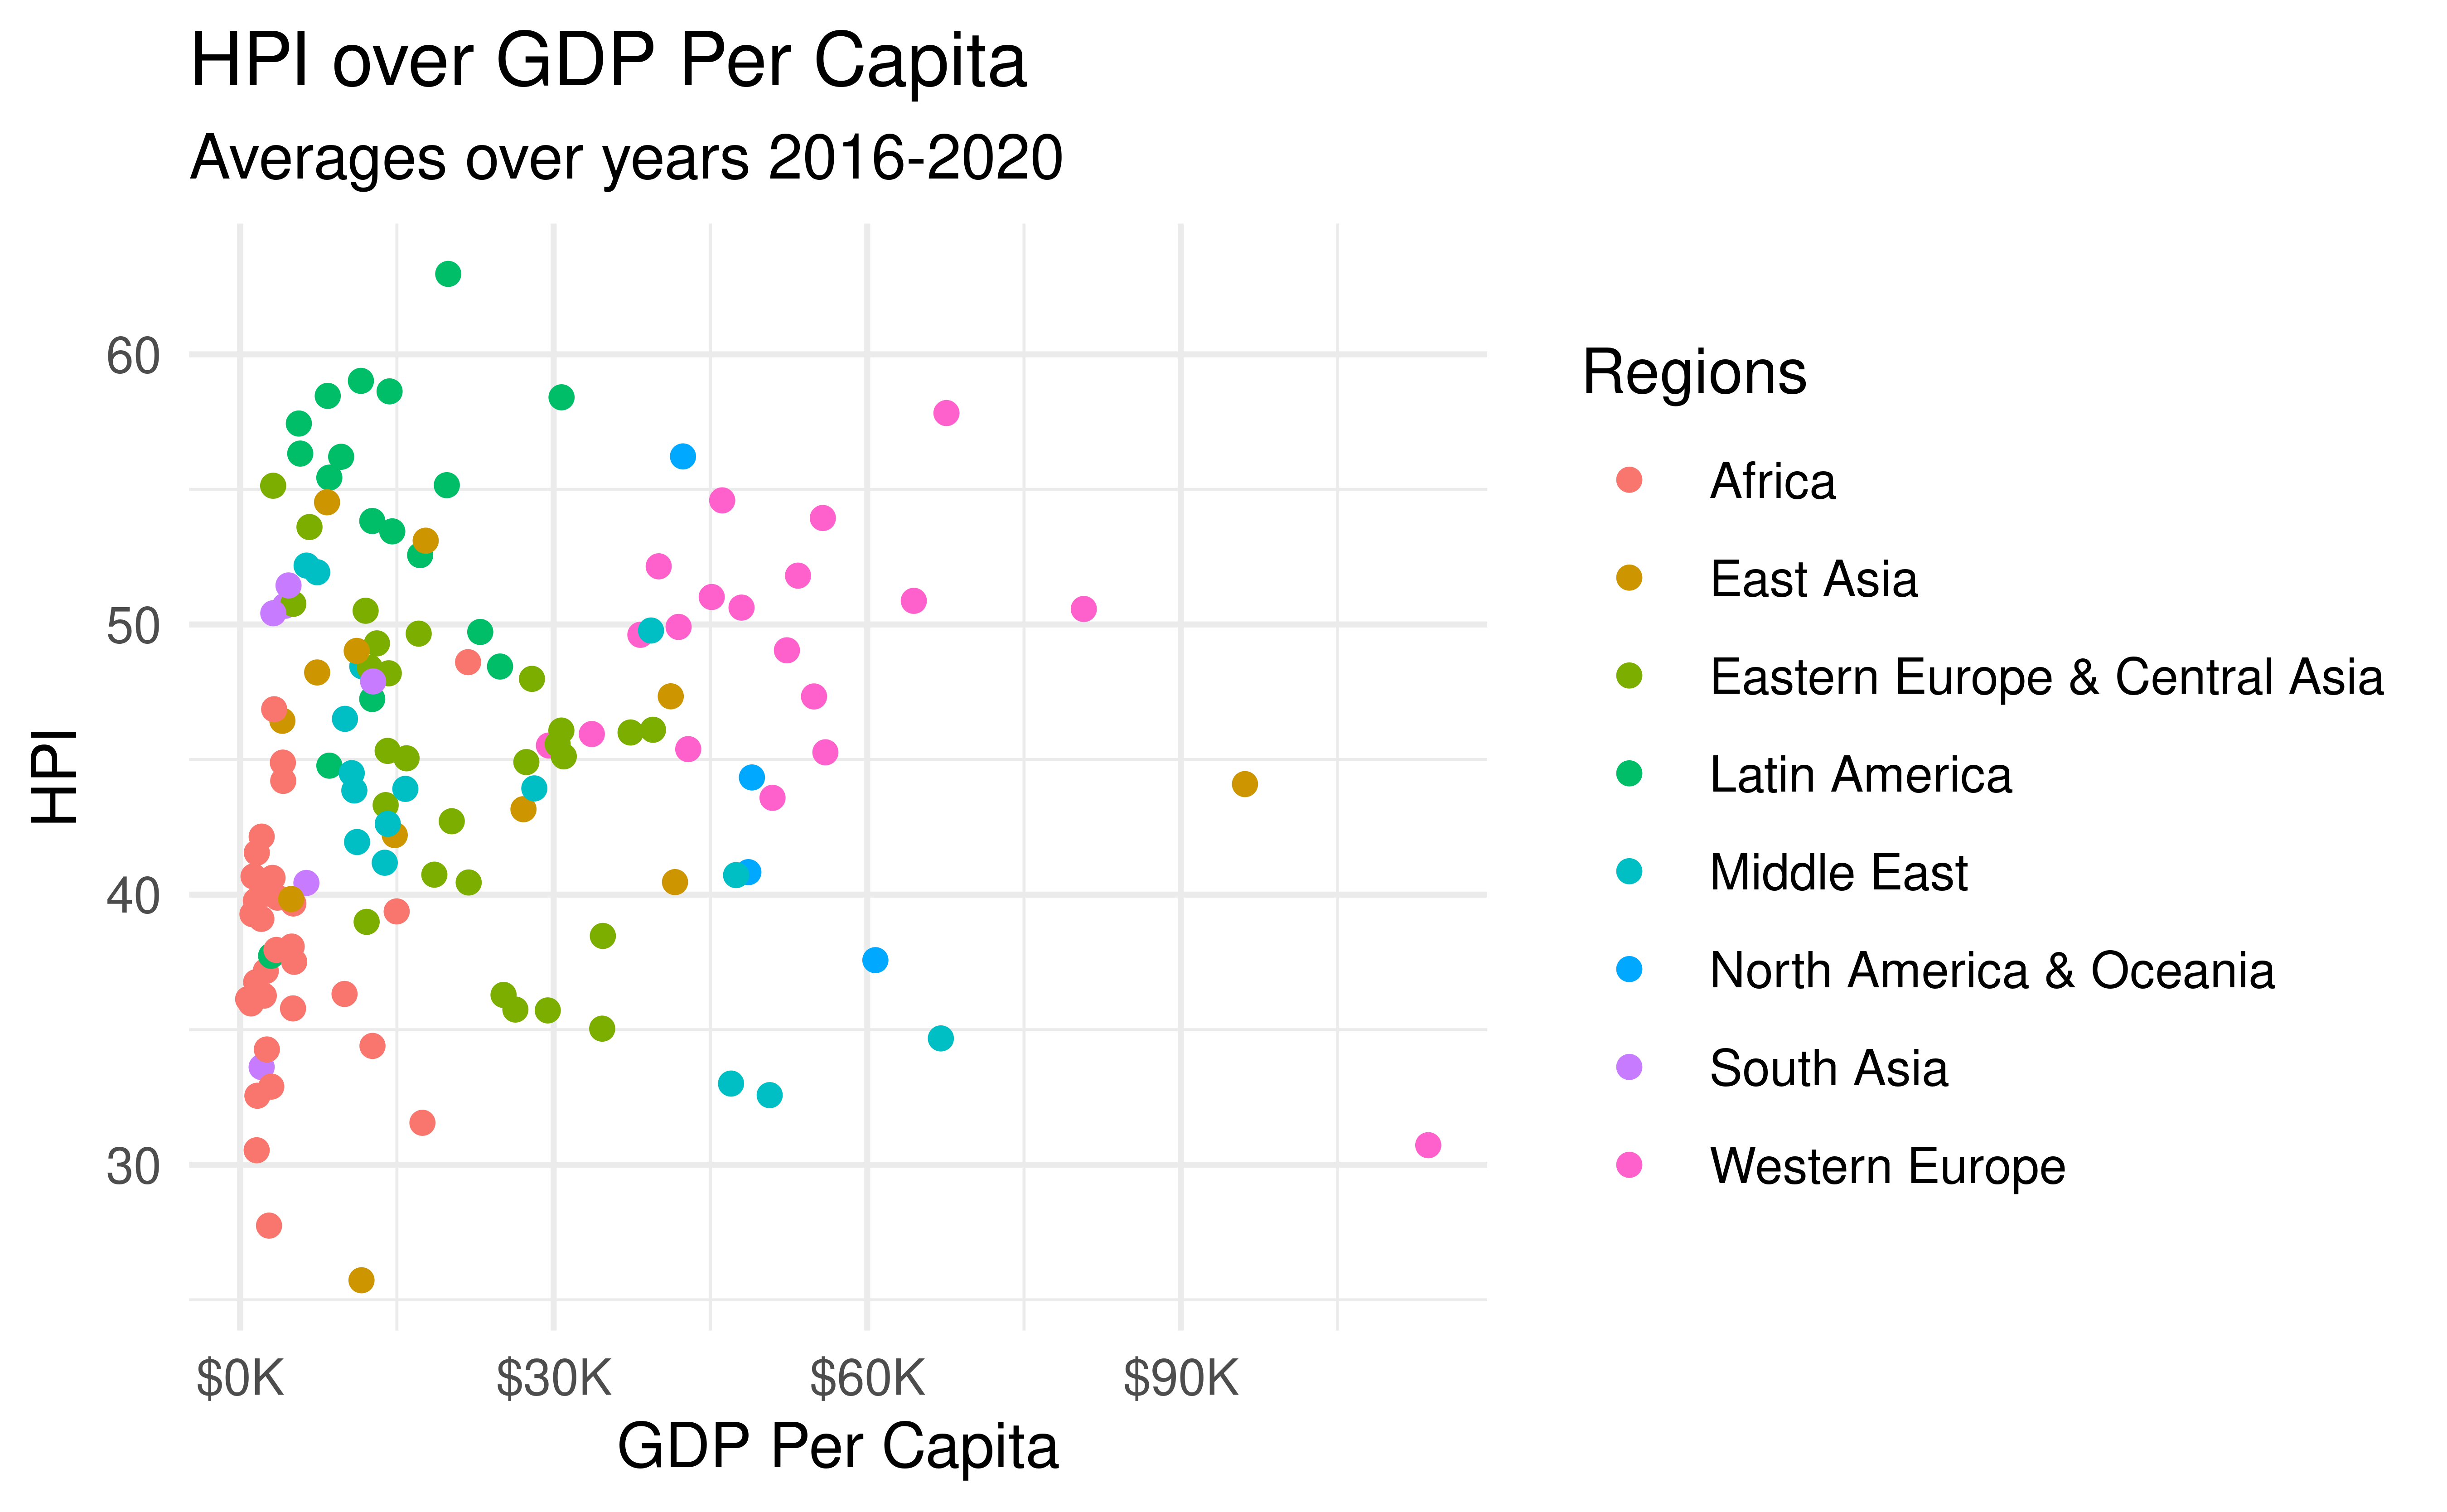 HPI over GDP Per Capita
Averages over years 2016-2020
HPI
60
50
40
30
$0K $30K $60K $90K
GDP Per Capita
Regions
Africa
East Asia
Eastern Europe & Central Asia
Latin America
Middle East
North America & Oceania
South Asia
Western Europe